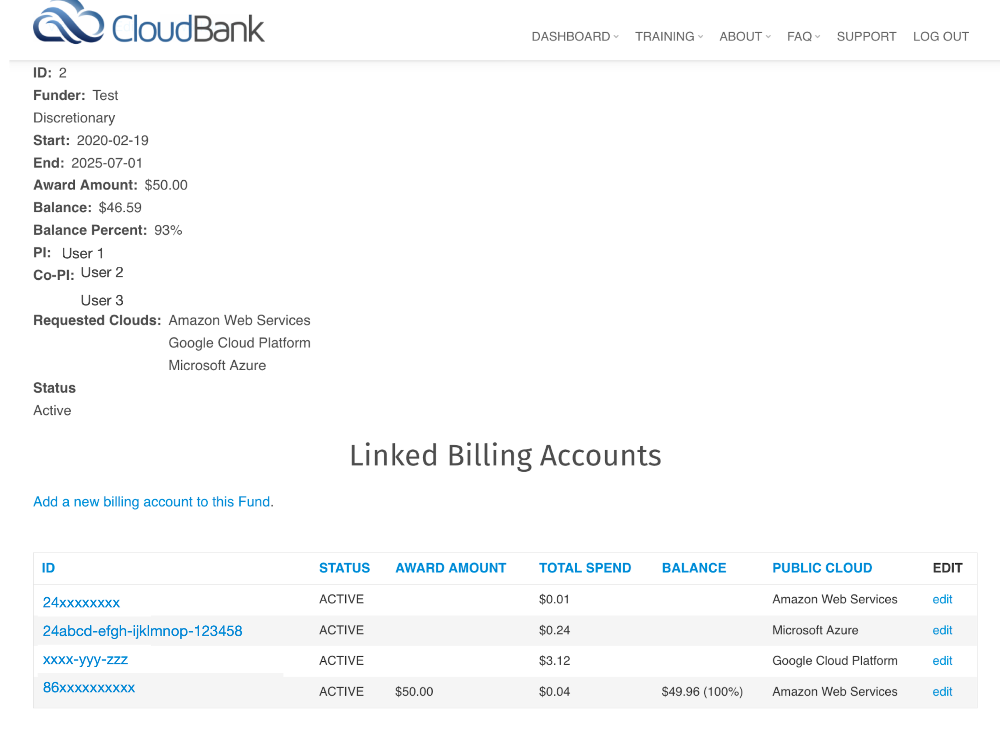 CloudBank
DASHBOARD TRAINING ABOUT FAQ SUPPORT LOG OUT
ID: 2
Funder: Test
Discretionary
Start: 2020-02-19
End: 2025-07-01
Award Amount: $50.00
Balance: $46.59
Balance Percent: 93%
PI: User 1
Co-PI: User 2
User 3
Requested Clouds: Amazon Web Services
Google Cloud Platform
Microsoft Azure
Status
Active
Linked Billing Accounts
Add a new billing account to this Fund.
ID STATUS AWARD AMOUNT TOTAL SPEND BALANCE PUBLIC CLOUD EDIT
24xxxxxxxx ACTIVE $0.01 Amazon Web Services edit
24abcd-efgh-ijklmnop-123458 ACTIVE $0.24 Microsoft Azure edit
xxxx-yyy-zzz ACTIVE $3.12 Google Cloud Platform edit
86xxxxxxxxxx ACTIVE $50.00 $0.04 $49.96 (100%) Amazon Web Services edit